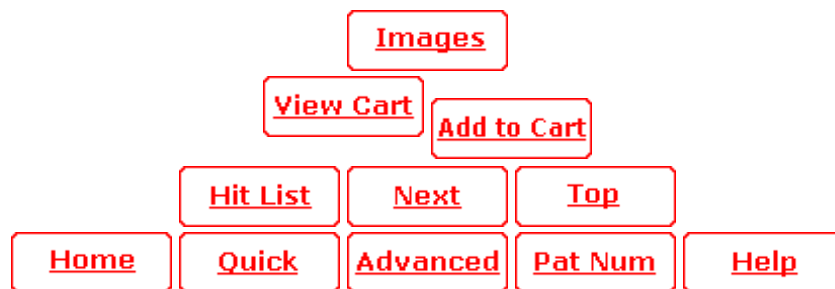 Images
View Cart
Add to Cart
Hit List Next Top
Home Quick Advanced Pat Num Help